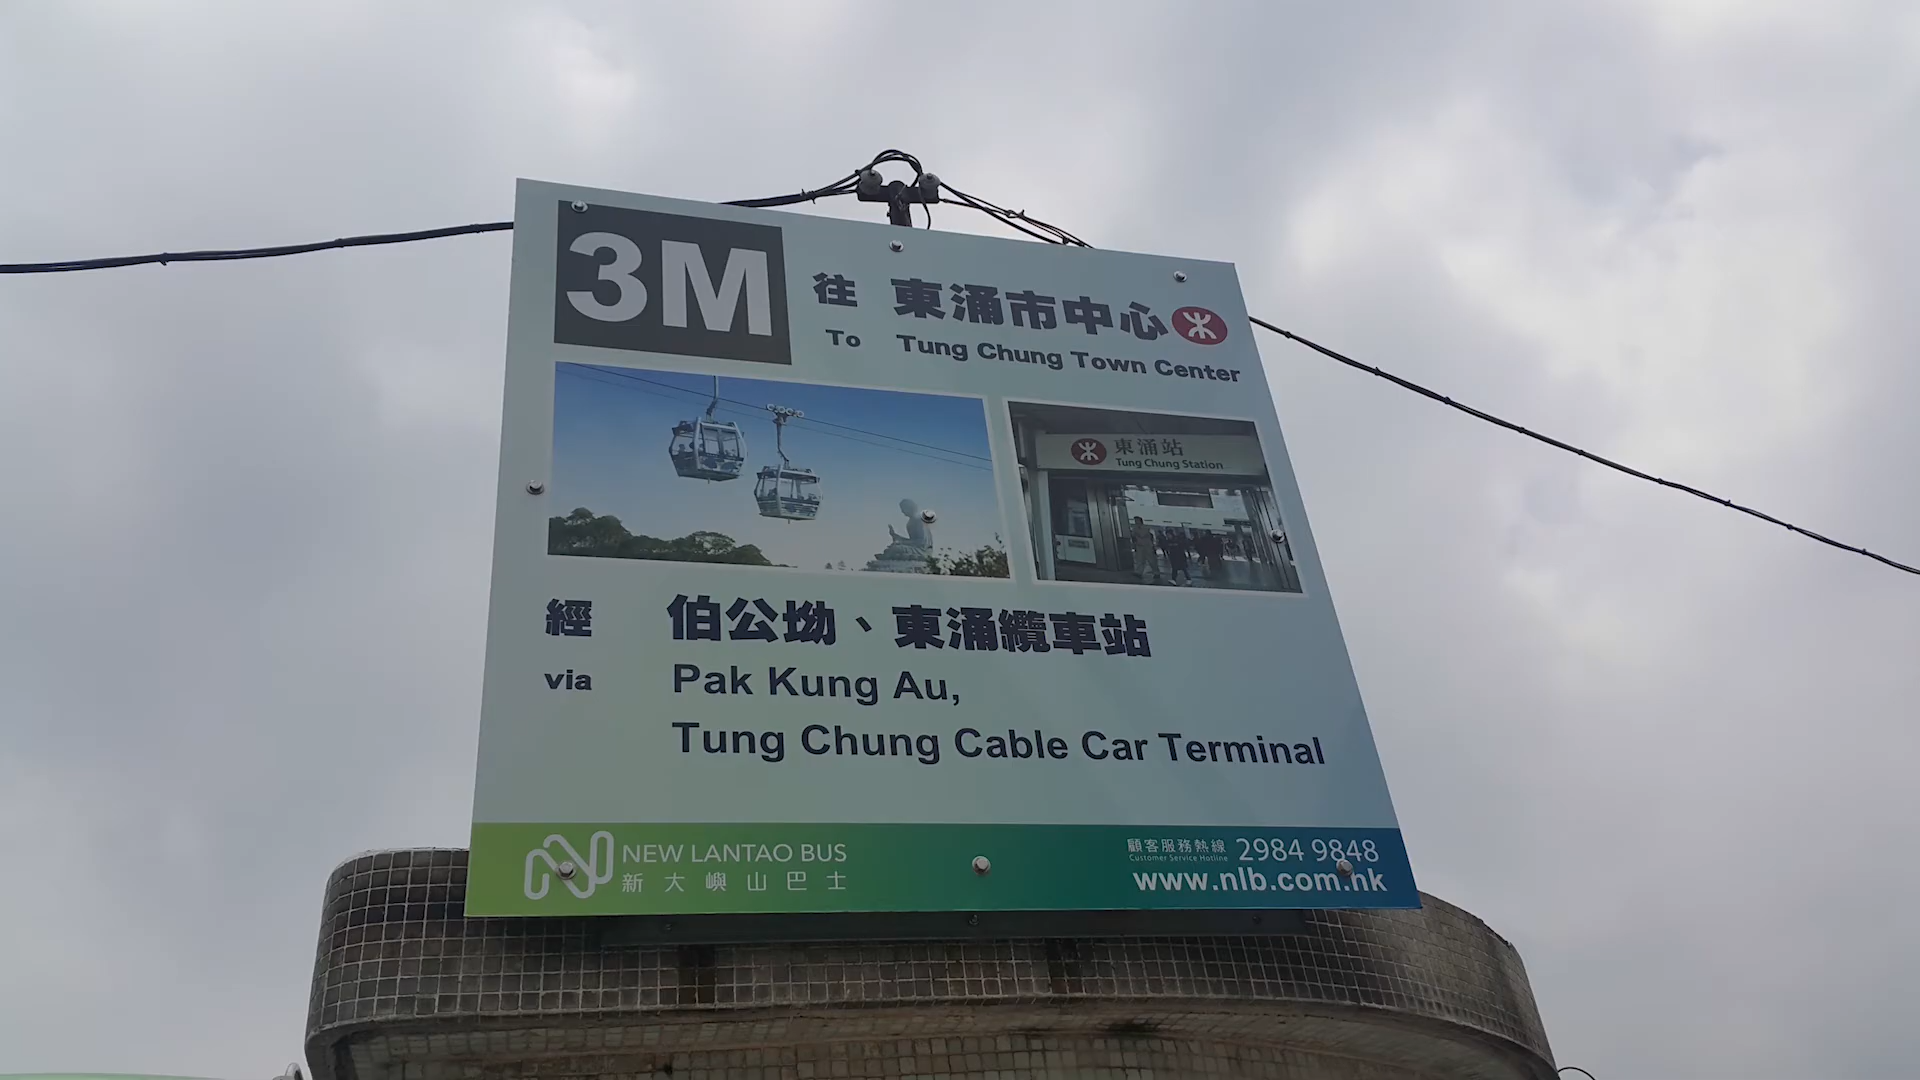 3M
往 東涌市中心
To Tung Chung Town Center
東涌站
Tung Chung Station
經 伯公坳、東涌纜車站
via Pak Kung Au,
Tung Chung Cable Car Terminal
NEW LANTAO BUS
新大嶼山巴士
顧客服務熱線 2984 9848
Customer Service Hotline
www.nlb.com.hk